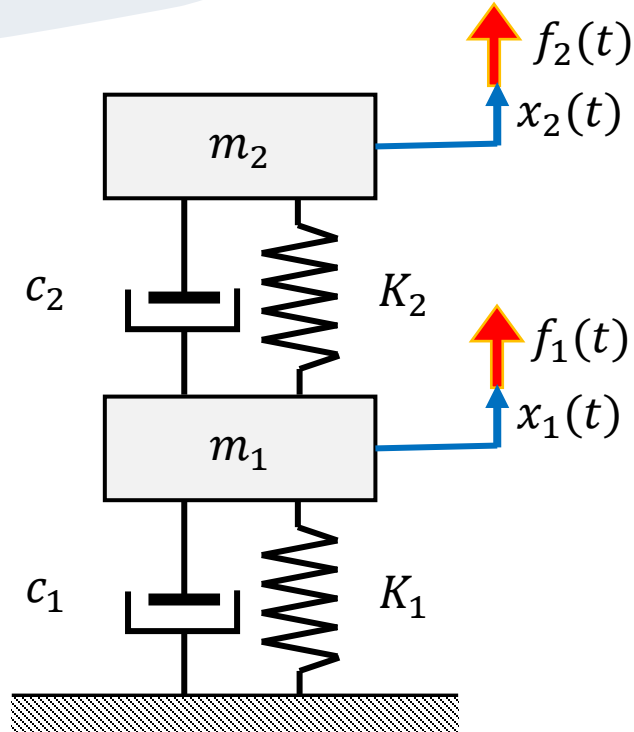 f₂(t)
x₂(t)
m₂
c₂
K₂
f₁(t)
x₁(t)
m₁
c₁
K₁